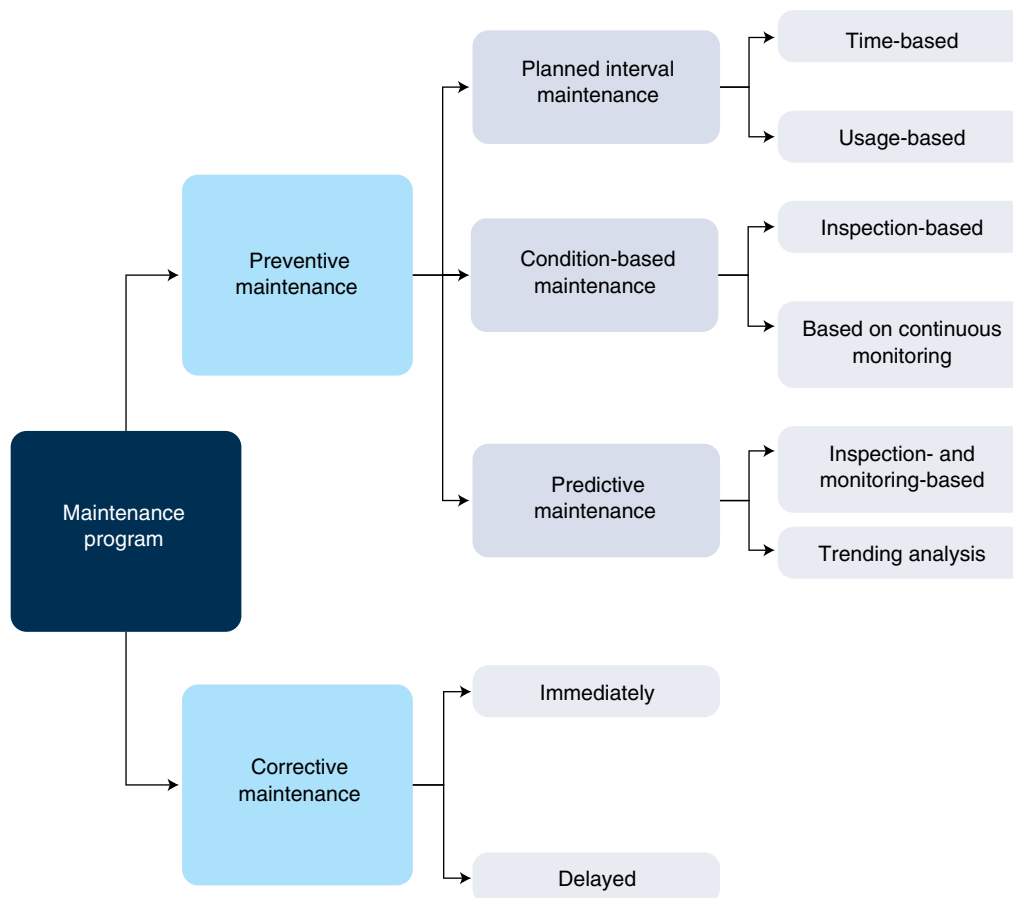 Time-based
Planned interval
maintenance
Usage-based
Preventive
maintenance
Inspection-based
Condition-based
maintenance
Based on continuous
monitoring
Inspection- and
monitoring-based
Predictive
maintenance
Trending analysis
Maintenance
program
Immediately
Corrective
maintenance
Delayed